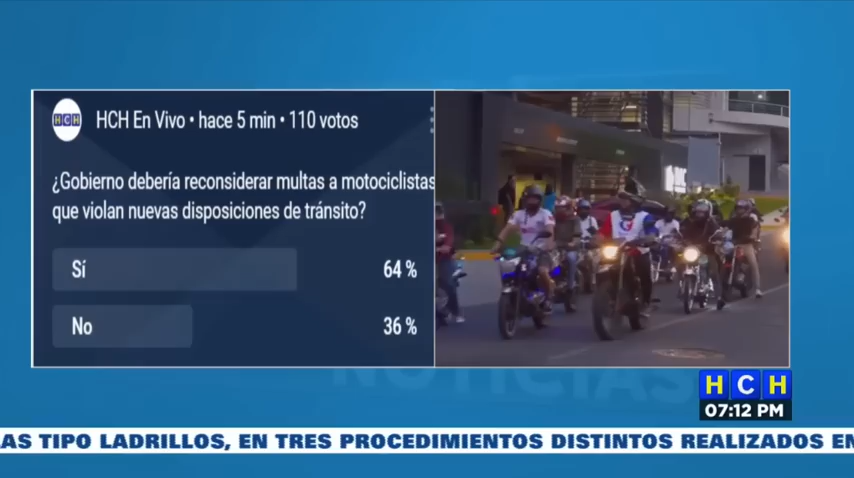 HCH HCH En Vivo • hace 5 min • 110 votos
¿Gobierno debería reconsiderar multas a motociclistas
que violan nuevas disposiciones de tránsito?
Sí 64 %
No 36 %
NOTICIAS
HCH
07:12 PM
AS TIPO LADRILLOS, EN TRES PROCEDIMIENTOS DISTINTOS REALIZADOS EN